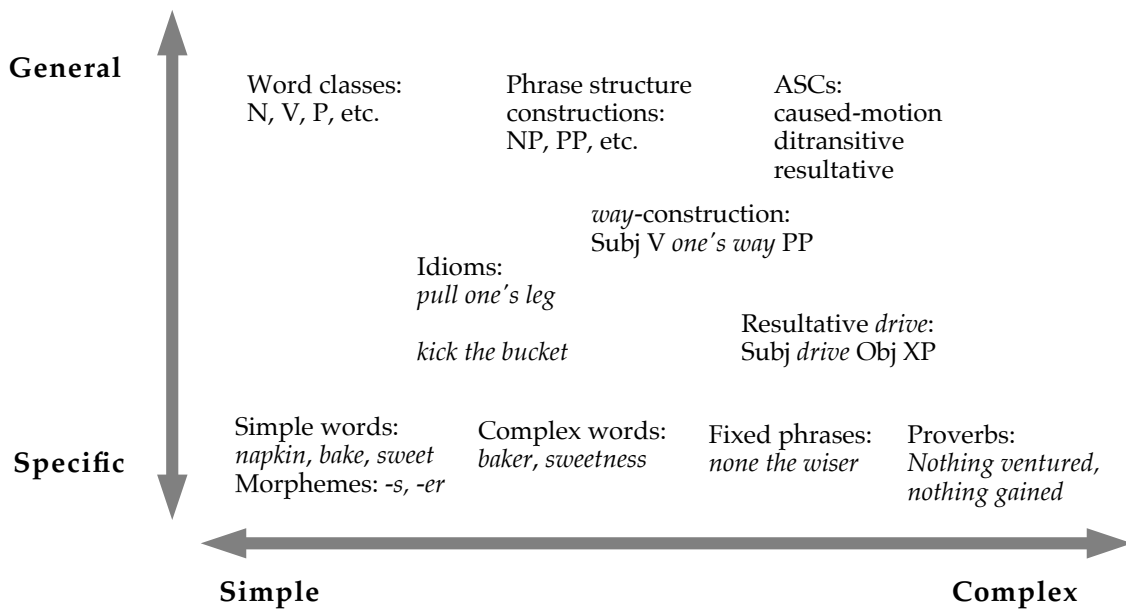 General
Word classes:
N, V, P, etc.
Phrase structure
constructions:
NP, PP, etc.
ASCs:
caused-motion
ditransitive
resultative
way-construction:
Subj V one's way PP
Idioms:
pull one's leg
kick the bucket
Resultative drive:
Subj drive Obj XP
Specific
Simple words:
napkin, bake, sweet
Morphemes: -s, -er
Complex words:
baker, sweetness
Fixed phrases:
none the wiser
Proverbs:
Nothing ventured,
nothing gained
Simple
Complex